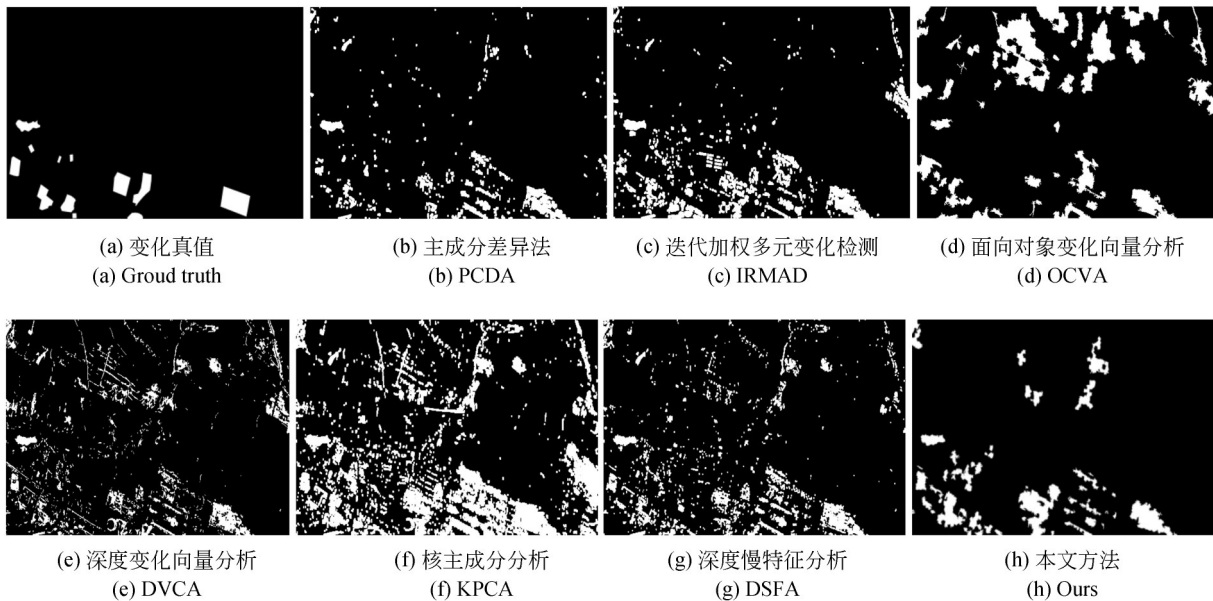 (a) 变化真值
(a) Groud truth
(b) 主成分差异法
(b) PCDA
(c) 迭代加权多元变化检测
(c) IRMAD
(d) 面向对象变化向量分析
(d) OCVA
(e) 深度变化向量分析
(e) DVCA
(f) 核主成分分析
(f) KPCA
(g) 深度慢特征分析
(g) DSFA
(h) 本文方法
(h) Ours